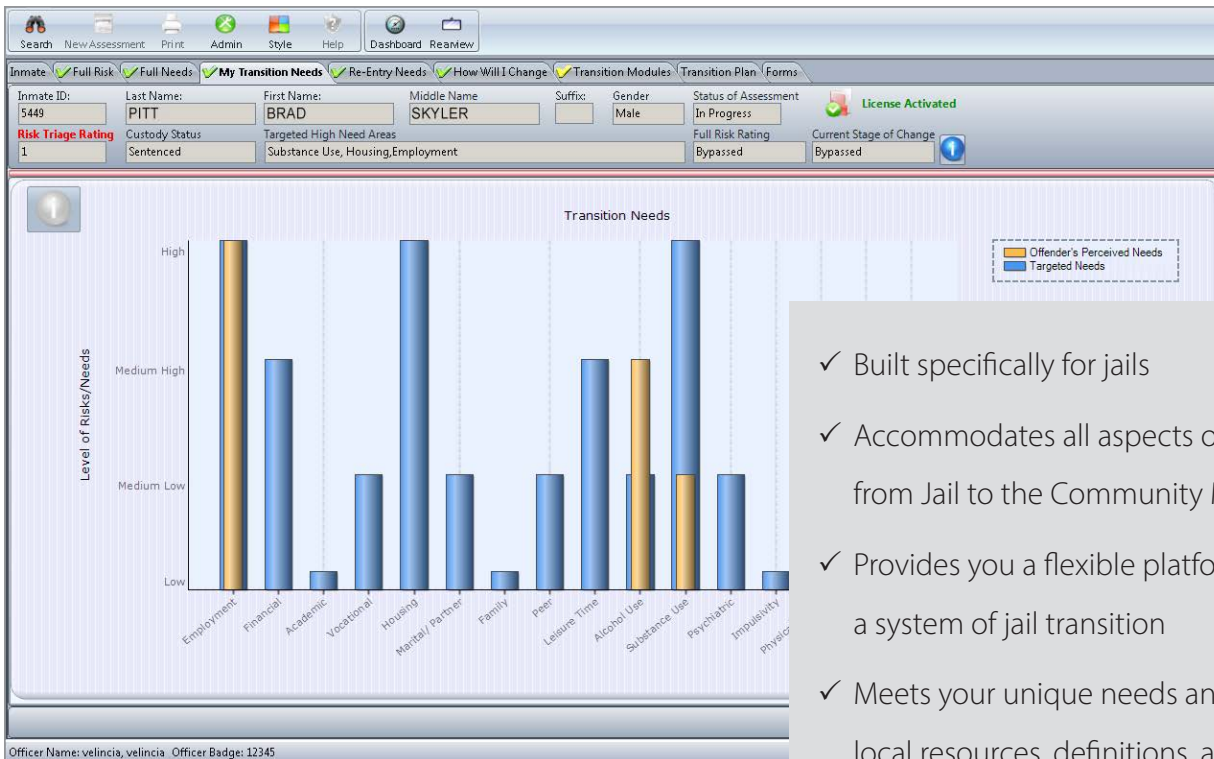 Search New Assessment Print Admin Style Help Dashboard Rearview
Inmate Full Risk Full Needs My Transition Needs Re-Entry Needs How Will I Change Transition Modules Transition Plan Forms
Inmate ID: Last Name: First Name: Middle Name Suffix: Gender Status of Assessment
5449 PITT BRAD SKYLER Male In Progress License Activated
Risk Triage Rating Custody Status Targeted High Need Areas Full Risk Rating Current Stage of Change
1 Sentenced Substance Use, Housing,Employment Bypassed Bypassed
Transition Needs
Offender's Perceived Needs
Targeted Needs
Level of Risks/Needs
High
Medium High
Medium Low
Low
Employment
Financial
Academic
Vocational
Housing
Marital/ Partner
Family
Peer
Leisure Time
Alcohol Use
Substance Use
Psychiatric
Impulsivity
✓ Built specifically for jails
✓ Accommodates all aspects
from Jail to the Community
✓ Provides you a flexible
a system of jail transition
✓ Meets your unique needs
local resources, definitions,
Officer Name: velincia, velincia Officer Badge: 12345